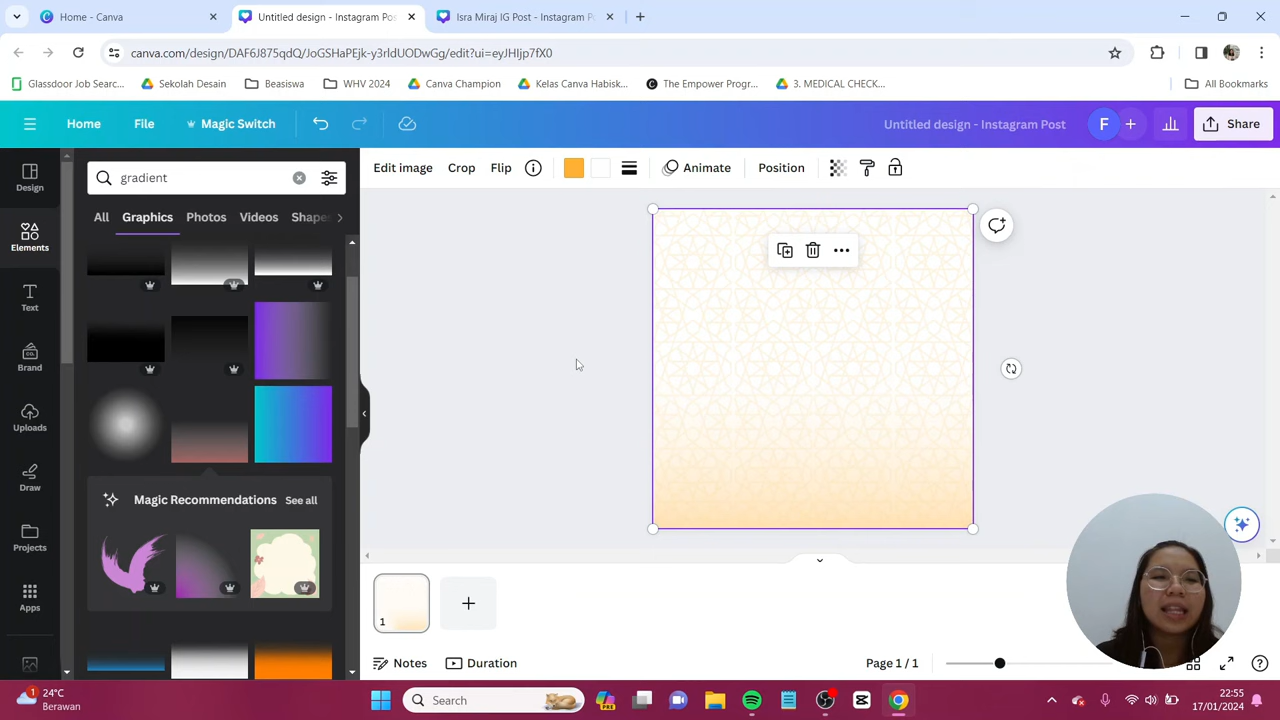 Home - Canva
Untitled design - Instagram Pos
Isra Miraj IG Post - Instagram P
canva.com/design/DAF6J875qdQ/JoGSHaPEjk-y3rldUODwGg/edit?ui=eyJHIjp7fX0
Glassdoor Job Searc...
Sekolah Desain
Beasiswa
WHV 2024
Canva Champion
Kelas Canva Habisk...
The Empower Progr...
3. MEDICAL CHECK...
All Bookmarks
Home
File
Magic Switch
Untitled design - Instagram Post
F
Share
Design
Elements
Text
Brand
Uploads
Draw
Projects
Apps
gradient
All
Graphics
Photos
Videos
Shape
Magic Recommendations
See all
Edit image
Crop
Flip
Animate
Position
1
Notes
Duration
Page 1 / 1
1
24°C
Berawan
Search
PRE
22:55
17/01/2024